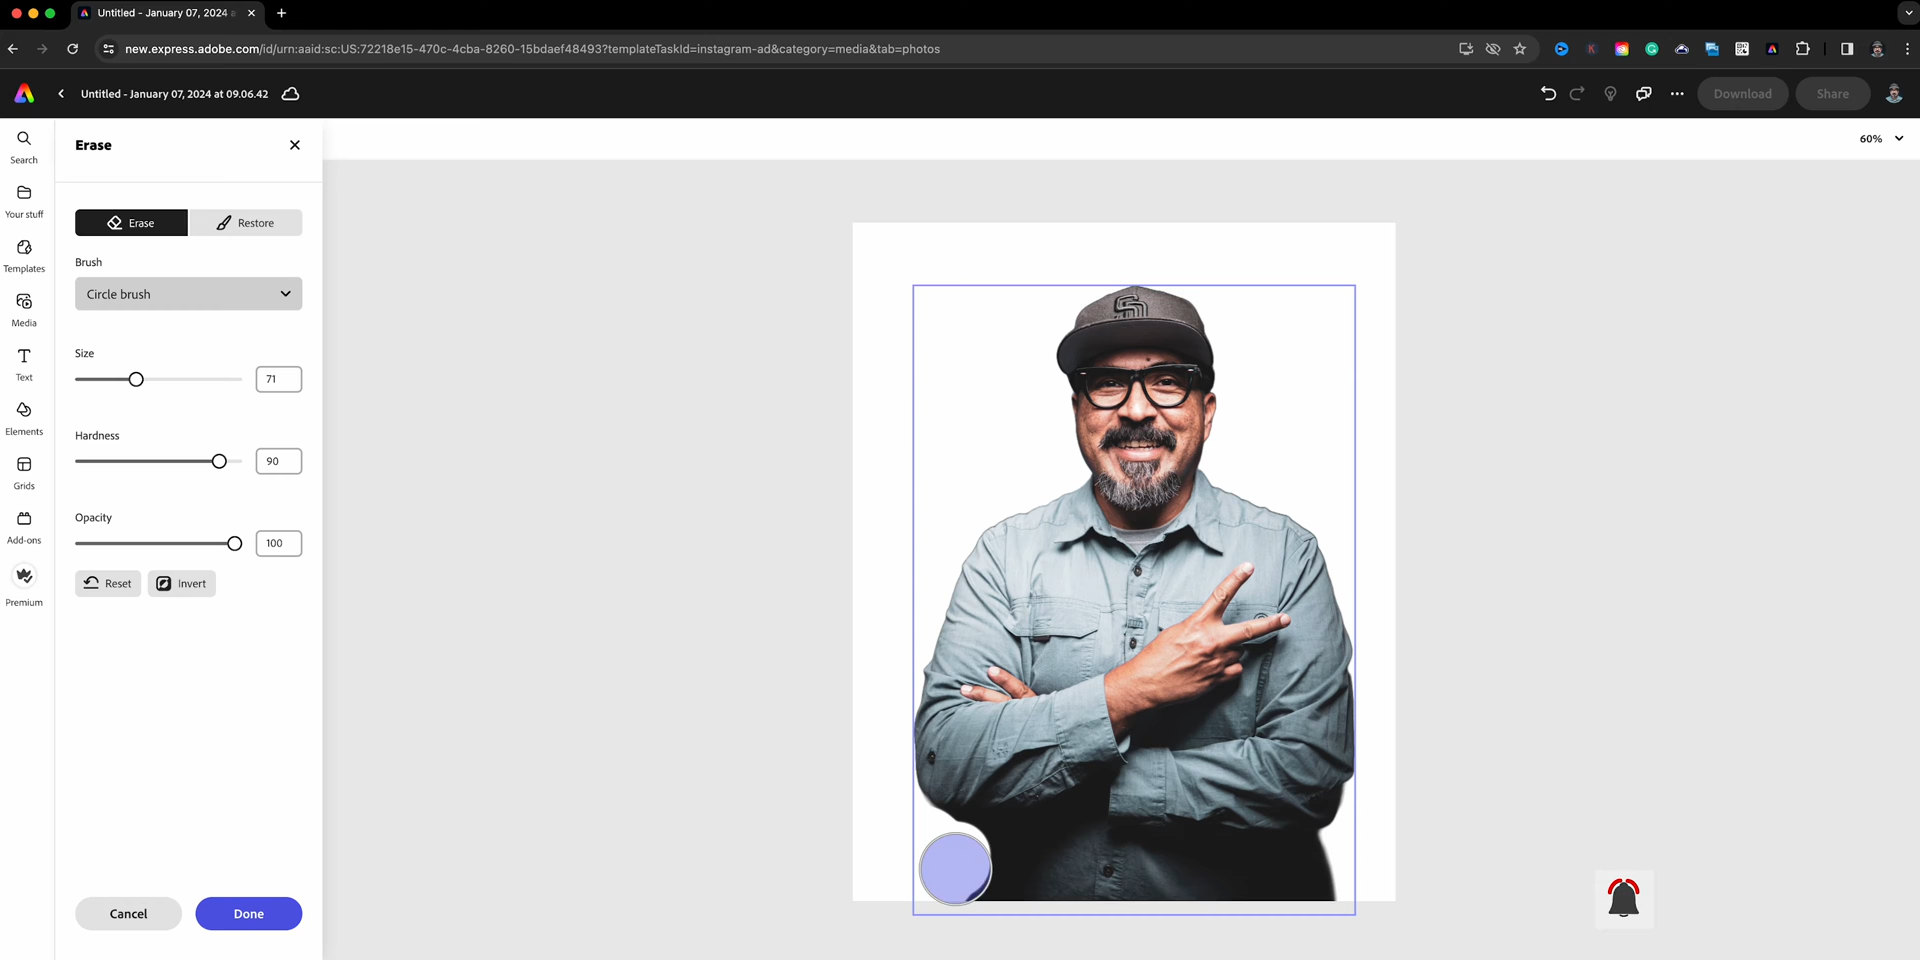 Untitled - January 07, 2024 a
new.express.adobe.com/id/urn:aaid:sc:US:72218e15-470c-4cba-8260-15bdaef48493?templateTaskId=instagram-ad&category=media&tab=photos
Untitled - January 07, 2024 at 09.06.42
Download
Share
60%
Search
Your stuff
Templates
Media
Text
Elements
Grids
Add-ons
Premium
Erase
Erase
Restore
Brush
Circle brush
Size
71
Hardness
90
Opacity
100
Reset
Invert
Cancel
Done